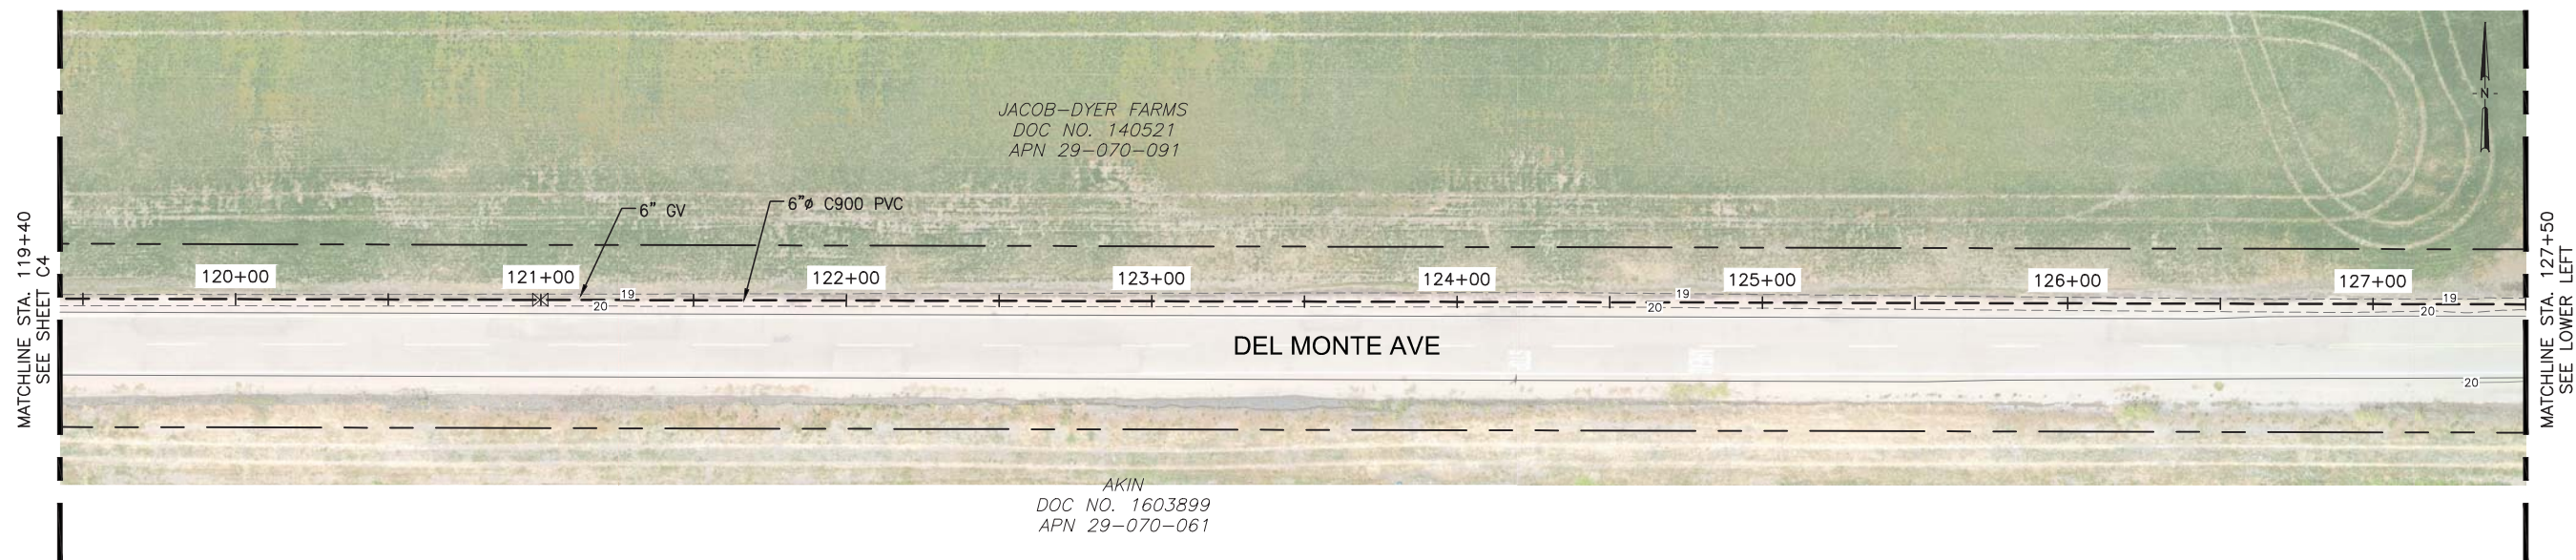 JACOB-DYER FARMS
DOC NO. 140521
APN 29-070-091
N
6" GV
6"ø C900 PVC
MATCHLINE STA. 119+40
SEE SHEET C4
120+00
121+00
122+00
123+00
124+00
125+00
126+00
127+00
19
20
19
20
19
20
DEL MONTE AVE
20
MATCHLINE STA. 127+50
SEE LOWER LEFT
AKIN
DOC NO. 1603899
APN 29-070-061